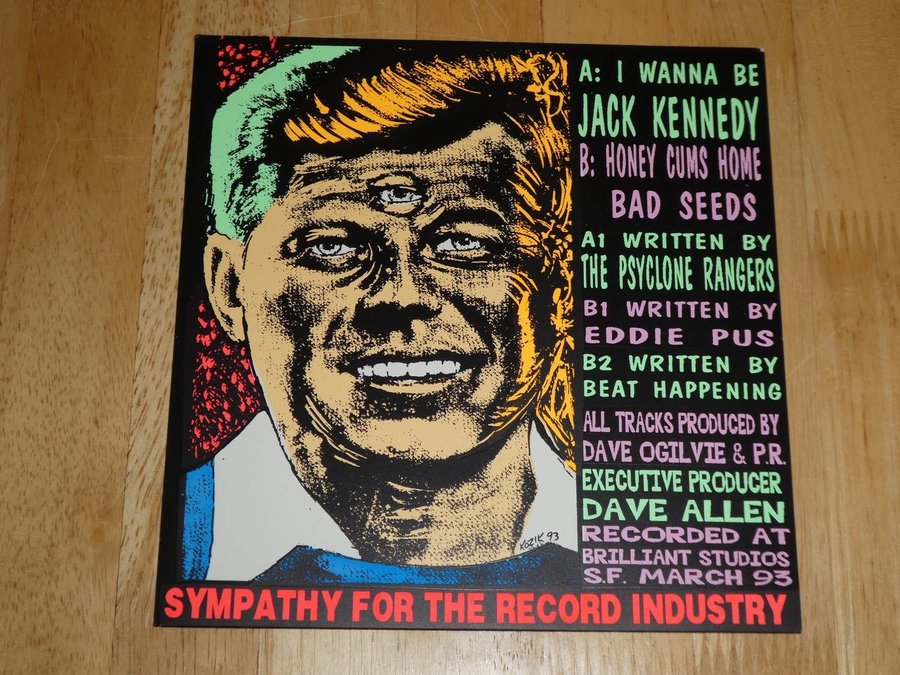 A: I WANNA BE
JACK KENNEDY
B: HONEY CUMS HOME
BAD SEEDS
A1 WRITTEN BY
THE PSYCLONE RANGERS
B1 WRITTEN BY
EDDIE PUS
B2 WRITTEN BY
BEAT HAPPENING
ALL TRACKS PRODUCED BY
DAVE OGILVIE & P.R.
EXECUTIVE PRODUCER
DAVE ALLEN
RECORDED AT
BRILLIANT STUDIOS
S.F. MARCH 93
KOZIK 93
SYMPATHY FOR THE RECORD INDUSTRY